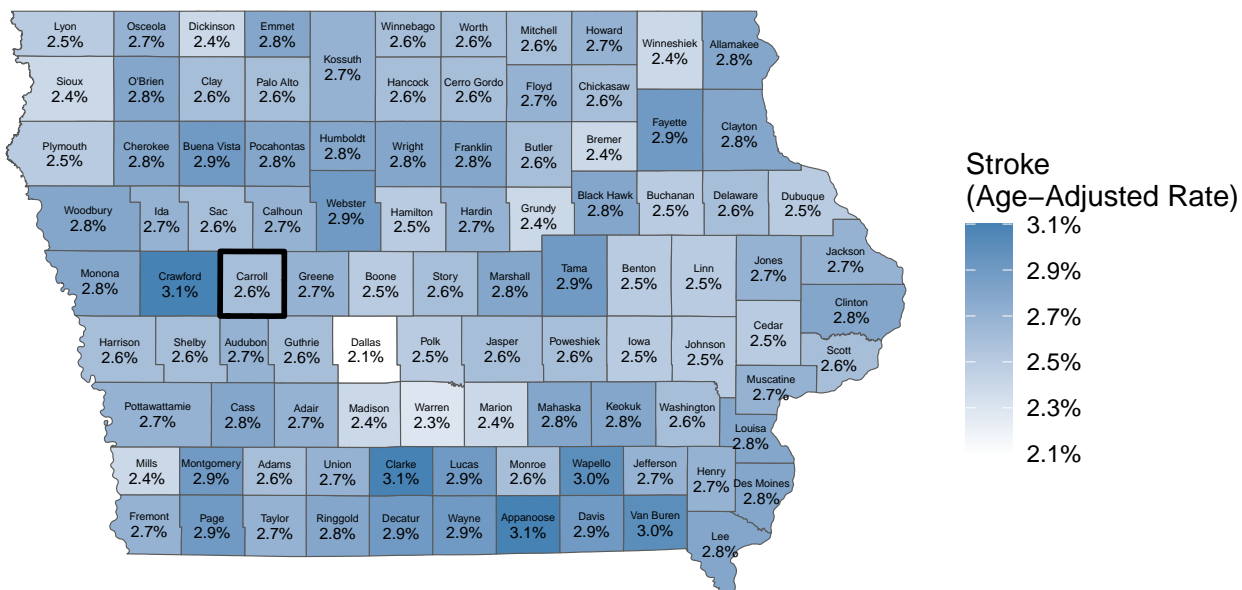 Lyon Osceola Dickinson Emmet Winnebago Worth Mitchell Howard
2.5% 2.7% 2.4% 2.8% 2.6% 2.6% 2.6% 2.7%
Kossuth Winneshiek Allamakee
2.7% 2.4% 2.8%
Sioux O'Brien Clay Palo Alto Hancock Cerro Gordo Floyd Chickasaw
2.4% 2.8% 2.6% 2.6% 2.6% 2.6% 2.7% 2.6%
Fayette Clayton
2.9% 2.8%
Plymouth Cherokee Buena Vista Pocahontas Humboldt Wright Franklin Butler Bremer
2.5% 2.8% 2.9% 2.8% 2.8% 2.8% 2.8% 2.6% 2.4%
Woodbury Ida Sac Calhoun Webster Hamilton Hardin Grundy Black Hawk Buchanan Delaware Dubuque
2.8% 2.7% 2.6% 2.7% 2.9% 2.5% 2.7% 2.4% 2.8% 2.5% 2.6% 2.5%
Monona Crawford Carroll Greene Boone Story Marshall Tama Benton Linn Jones Jackson
2.8% 3.1% 2.6% 2.7% 2.5% 2.6% 2.8% 2.9% 2.5% 2.5% 2.7% 2.7%
Clinton
2.8%
Harrison Shelby Audubon Guthrie Dallas Polk Jasper Poweshiek Iowa Johnson Cedar Scott
2.6% 2.6% 2.7% 2.6% 2.1% 2.5% 2.6% 2.6% 2.5% 2.5% 2.5% 2.6%
Muscatine
2.7%
Pottawattamie Cass Adair Madison Warren Marion Mahaska Keokuk Washington Louisa
2.7% 2.8% 2.7% 2.4% 2.3% 2.4% 2.8% 2.8% 2.6% 2.8%
Mills Montgomery Adams Union Clarke Lucas Monroe Wapello Jefferson Henry Des Moines
2.4% 2.9% 2.6% 2.7% 3.1% 2.9% 2.6% 3.0% 2.7% 2.7% 2.8%
Fremont Page Taylor Ringgold Decatur Wayne Appanoose Davis Van Buren Lee
2.7% 2.9% 2.7% 2.8% 2.9% 2.9% 3.1% 2.9% 3.0% 2.8%
Stroke
(Age−Adjusted Rate)
3.1%
2.9%
2.7%
2.5%
2.3%
2.1%